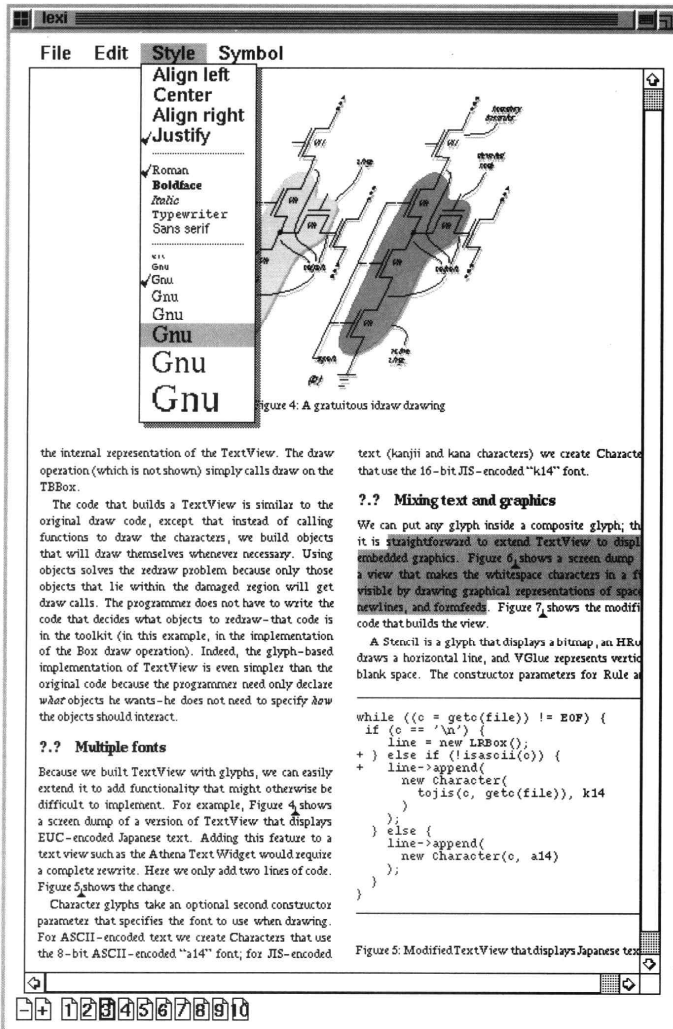 lexi
File Edit Style Symbol
Align left
Center
Align right
Justify
Roman
Boldface
Italic
Typewriter
Sans serif
Gnu
Gnu
Gnu
Gnu
Gnu
Gnu
Gnu
(b)
Figure 4: A gratuitous idraw drawing
the internal representation of the TextView. The draw
operation (which is not shown) simply calls draw on the
TBBox.
The code that builds a TextView is similar to the
original draw code, except that instead of calling
functions to draw the characters, we build objects
that will draw themselves whenever necessary. Using
objects solves the redraw problem because only those
objects that lie within the damaged region will get
draw calls. The programmer does not have to write the
code that decides what objects to redraw–that code is
in the toolkit (in this example, in the implementation
of the Box draw operation). Indeed, the glyph-based
implementation of TextView is even simpler than the
original code because the programmer need only declare
what objects he wants–he does not need to specify how
the objects should interact.
?.? Multiple fonts
Because we built TextView with glyphs, we can easily
extend it to add functionality that might otherwise be
difficult to implement. For example, Figure 4 shows
a screen dump of a version of TextView that displays
EUC-encoded Japanese text. Adding this feature to a
text view such as the Athena Text Widget would require
a complete rewrite. Here we only add two lines of code.
Figure 5 shows the change.
Character glyphs take an optional second constructor
parameter that specifies the font to use when drawing.
For ASCII-encoded text we create Characters that use
the 8-bit ASCII-encoded "a14" font; for JIS-encoded
text (kanjii and kana characters) we create Characte
that use the 16-bit JIS-encoded "k14" font.
?.? Mixing text and graphics
We can put any glyph inside a composite glyph; th
it is straightforward to extend TextView to displ
embedded graphics. Figure 6 shows a screen dump
a view that makes the whitespace characters in a fi
visible by drawing graphical representations of space
newlines, and formfeeds. Figure 7 shows the modifi
code that builds the view.
A Stencil is a glyph that displays a bitmap, an HRu
draws a horizontal line, and VGlue represents vertic
blank space. The constructor parameters for Rule a
while ((c = getc(file)) != EOF) {
if (c == '\n') {
line = new LRBox();
+ } else if (!isascii(c)) {
+ line->append(
new Character(
tojis(c, getc(file)), k14
)
);
} else {
line->append(
new Character(c, a14)
);
}
}
Figure 5: Modified TextView that displays Japanese tex
- + 1 2 3 4 5 6 7 8 9 10